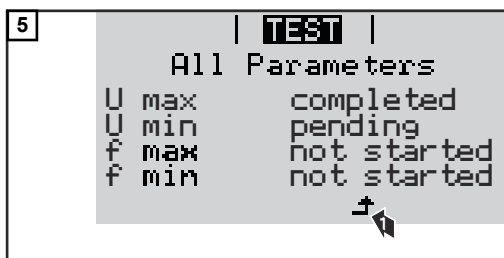 5
| TEST |
All Parameters
U max completed
U min pending
f max not started
f min not started
1